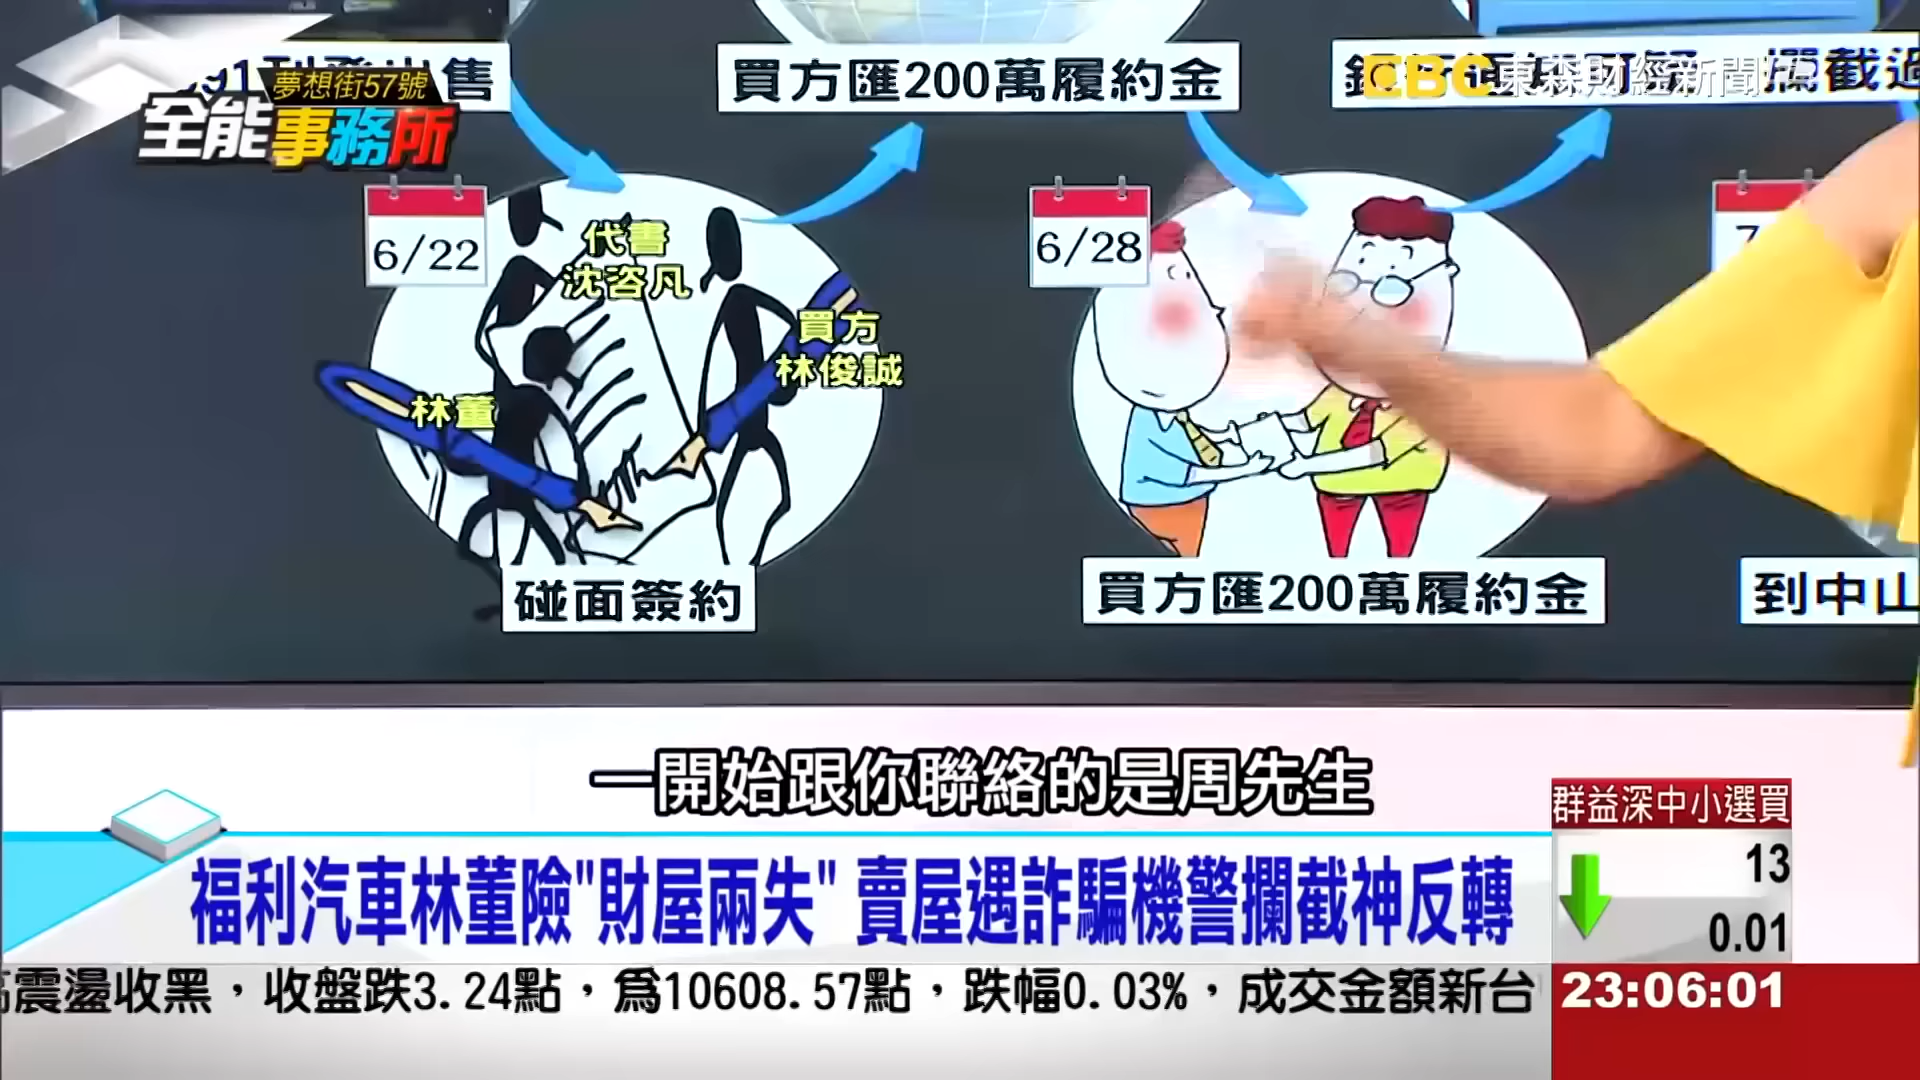 售
夢想街57號
全能事務所
買方匯200萬履約金
EBC東森財經新聞
攔截過
6/22
代書
沈咨凡
買方
林俊誠
林董
碰面簽約
6/28
買方匯200萬履約金
7
到中山
一開始跟你聯絡的是周先生
福利汽車林董險"財屋兩失" 賣屋遇詐騙機警攔截神反轉
群益深中小選買
13
0.01
震盪收黑，收盤跌3.24點，為10608.57點，跌幅0.03%，成交金額新台
23:06:01